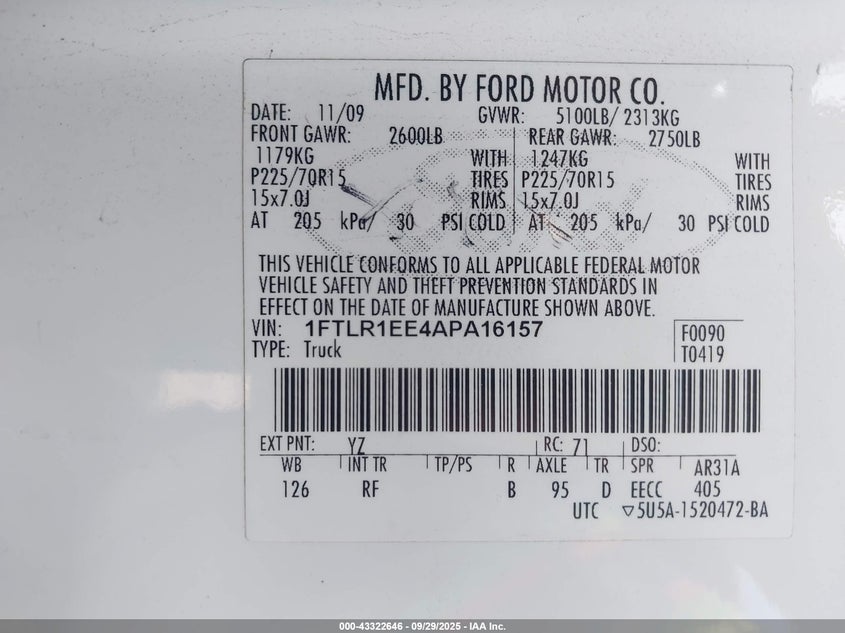 MFD. BY FORD MOTOR CO.
DATE: 11/09 GVWR: 5100LB/ 2313KG
FRONT GAWR: 2600LB REAR GAWR: 2750LB
1179KG WITH 1247KG WITH
P225/70R15 TIRES P225/70R15 TIRES
15x7.0J RIMS 15x7.0J RIMS
AT 205 kPa/ 30 PSI COLD AT 205 kPa/ 30 PSI COLD
THIS VEHICLE CONFORMS TO ALL APPLICABLE FEDERAL MOTOR
VEHICLE SAFETY AND THEFT PREVENTION STANDARDS IN
EFFECT ON THE DATE OF MANUFACTURE SHOWN ABOVE.
VIN: 1FTLR1EE4APA16157 F0090
TYPE: Truck T0419
EXT PNT: YZ RC: 71 DSO:
WB INT TR TP/PS R AXLE TR SPR AR31A
126 RF B 95 D EECC 405
UTC ▽5U5A-1520472-BA
000-43322646 - 09/29/2025 - IAA Inc.